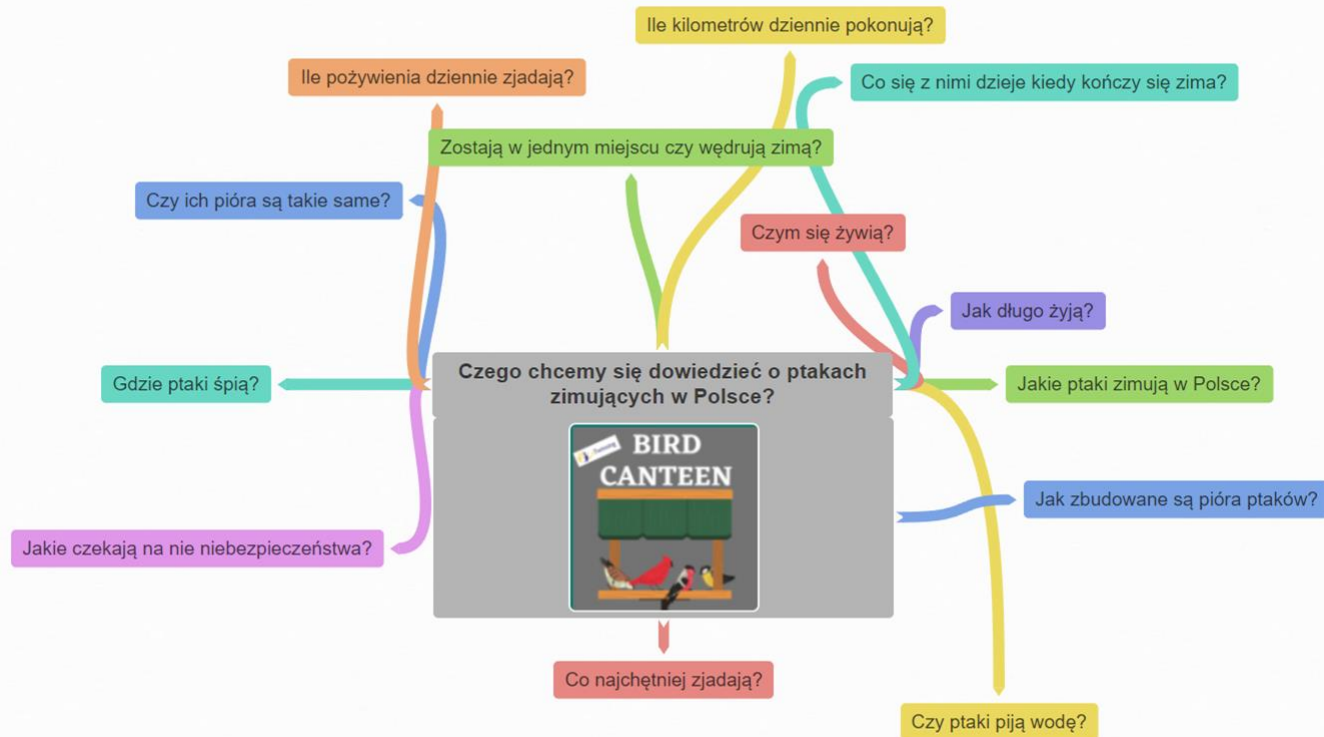 Ile kilometrów dziennie pokonują?
Ile pożywienia dziennie zjadają?
Co się z nimi dzieje kiedy kończy się zima?
Zostają w jednym miejscu czy wędrują zimą?
Czy ich pióra są takie same?
Czym się żywią?
Jak długo żyją?
Gdzie ptaki śpią?
Czego chcemy się dowiedzieć o ptakach
zimujących w Polsce?
Jakie ptaki zimują w Polsce?
BIRD
CANTEEN
Jak zbudowane są pióra ptaków?
Jakie czekają na nie niebezpieczeństwa?
Co najchętniej zjadają?
Czy ptaki piją wodę?